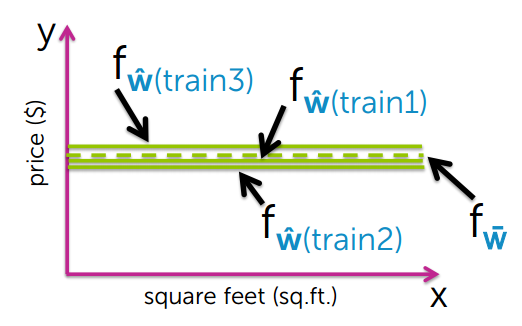 y
f ŵ(train3)
f ŵ(train1)
price ($)
f ŵ(train2)
f w̄
square feet (sq.ft.)
x